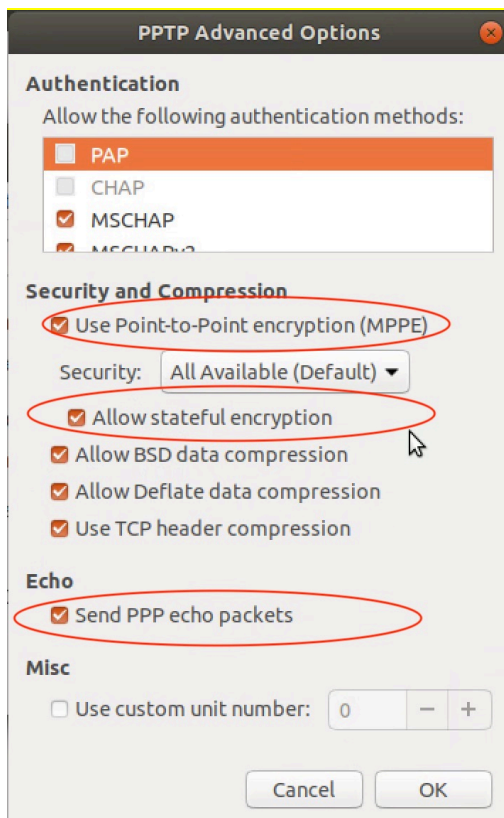 PPTP Advanced Options
Authentication
Allow the following authentication methods:
PAP
CHAP
MSCHAP
MSCHAPv2
Security and Compression
Use Point-to-Point encryption (MPPE)
Security: All Available (Default)
Allow stateful encryption
Allow BSD data compression
Allow Deflate data compression
Use TCP header compression
Echo
Send PPP echo packets
Misc
Use custom unit number: 0 − +
Cancel OK